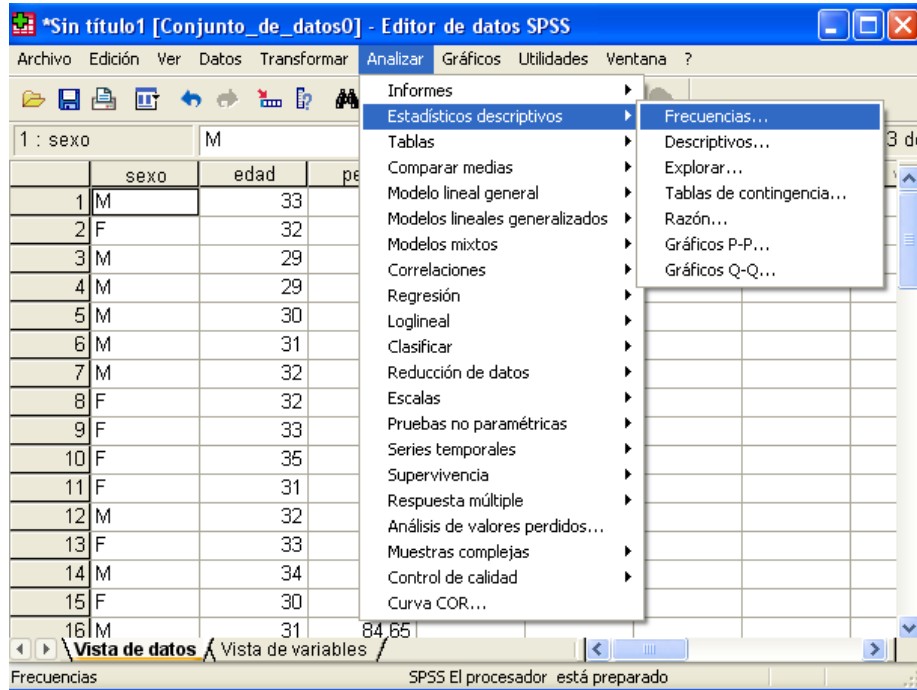 *Sin título1 [Conjunto_de_datos0] - Editor de datos SPSS
Archivo Edición Ver Datos Transformar Analizar Gráficos Utilidades Ventana ?
1 : sexo M
sexo edad
1 M 33
2 F 32
3 M 29
4 M 29
5 M 30
6 M 31
7 M 32
8 F 32
9 F 33
10 F 35
11 F 31
12 M 32
13 F 33
14 M 34
15 F 30
16 M 31 84,65
Informes
Estadísticos descriptivos
Tablas
Comparar medias
Modelo lineal general
Modelos lineales generalizados
Modelos mixtos
Correlaciones
Regresión
Loglineal
Clasificar
Reducción de datos
Escalas
Pruebas no paramétricas
Series temporales
Supervivencia
Respuesta múltiple
Análisis de valores perdidos...
Muestras complejas
Control de calidad
Curva COR...
Frecuencias...
Descriptivos...
Explorar...
Tablas de contingencia...
Razón...
Gráficos P-P...
Gráficos Q-Q...
Vista de datos Vista de variables
Frecuencias SPSS El procesador está preparado